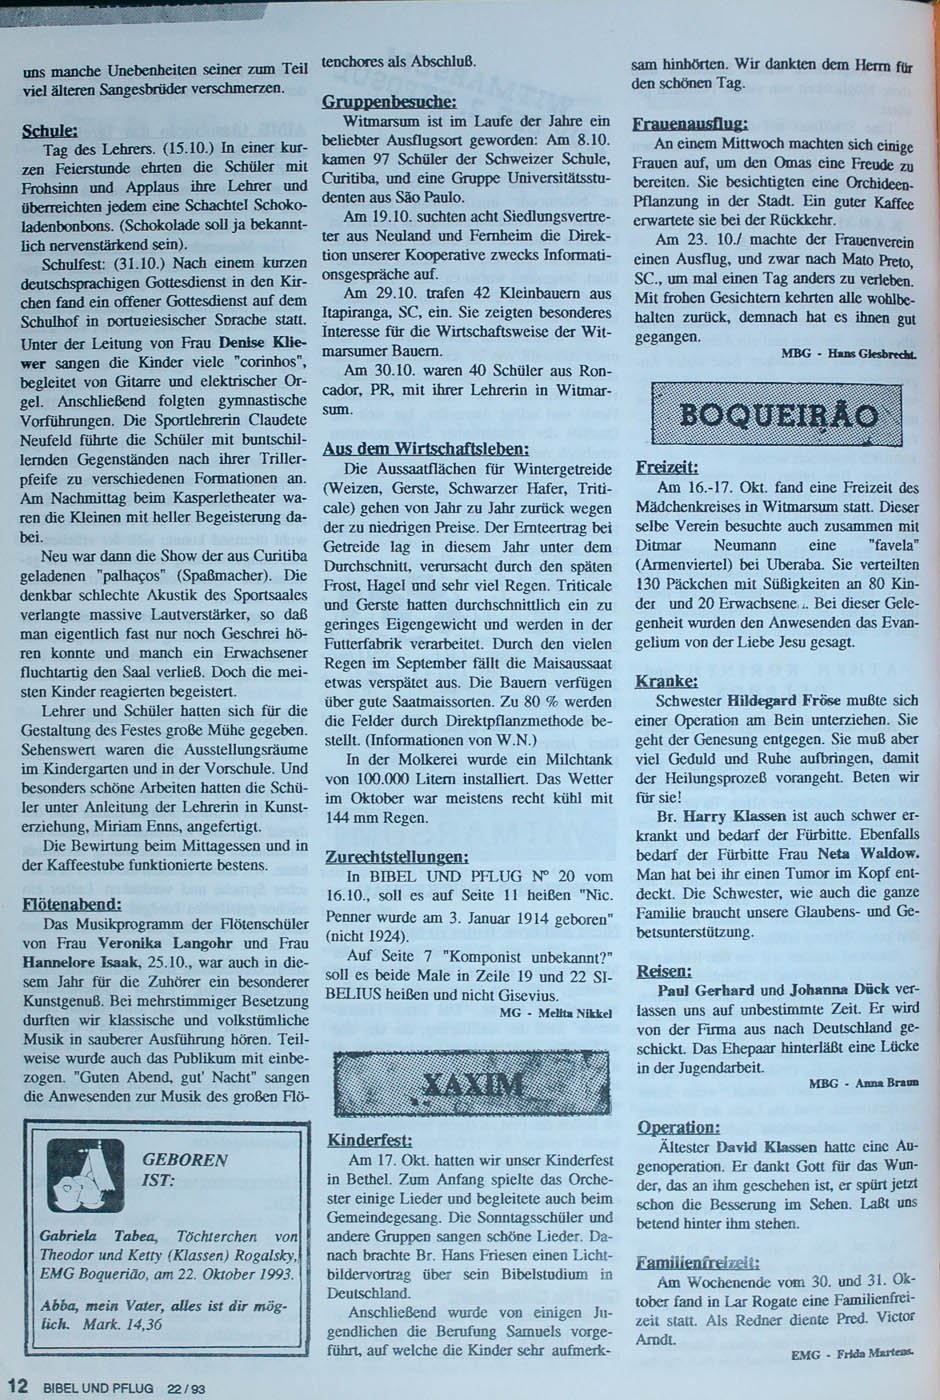 uns manche Unebenheiten seiner zum Teil
viel älteren Sangesbrüder verschmerzen.
Schule:
Tag des Lehrers. (15.10.) In einer kur-
zen Feierstunde ehrten die Schüler mit
Frohsinn und Applaus ihre Lehrer und
überreichten jedem eine Schachtel Schoko-
ladenbonbons. (Schokolade soll ja bekannt-
lich nervenstärkend sein).
Schulfest: (31.10.) Nach einem kurzen
deutschsprachigen Gottesdienst in den Kir-
chen fand ein offener Gottesdienst auf dem
Schulhof in portugiesischer Sprache statt.
Unter der Leitung von Frau Denise Klie-
wer sangen die Kinder viele "corinhos",
begleitet von Gitarre und elektrischer Or-
gel. Anschließend folgten gymnastische
Vorführungen. Die Sportlehrerin Claudete
Neufeld führte die Schüler mit buntschil-
lernden Gegenständen nach ihrer Triller-
pfeife zu verschiedenen Formationen an.
Am Nachmittag beim Kasperletheater wa-
ren die Kleinen mit heller Begeisterung da-
bei.
Neu war dann die Show der aus Curitiba
geladenen "palhaços" (Spaßmacher). Die
denkbar schlechte Akustik des Sportsaales
verlangte massive Lautverstärker, so daß
man eigentlich fast nur noch Geschrei hö-
ren konnte und manch ein Erwachsener
fluchtartig den Saal verließ. Doch die mei-
sten Kinder reagierten begeistert.
Lehrer und Schüler hatten sich für die
Gestaltung des Festes große Mühe gegeben.
Sehenswert waren die Ausstellungsräume
im Kindergarten und in der Vorschule. Und
besonders schöne Arbeiten hatten die Schü-
ler unter Anleitung der Lehrerin in Kunst-
erziehung, Miriam Enns, angefertigt.
Die Bewirtung beim Mittagessen und in
der Kaffeestube funktionierte bestens.
Flötenabend:
Das Musikprogramm der Flötenschüler
von Frau Veronika Langohr und Frau
Hannelore Isaak, 25.10., war auch in die-
sem Jahr für die Zuhörer ein besonderer
Kunstgenuß. Bei mehrstimmiger Besetzung
durften wir klassische und volkstümliche
Musik in sauberer Ausführung hören. Teil-
weise wurde auch das Publikum mit einbe-
zogen. "Guten Abend, gut' Nacht" sangen
die Anwesenden zur Musik des großen Flö-
GEBOREN
IST:
Gabriela Tabea, Töchterchen von
Theodor und Ketty (Klassen) Rogalsky,
EMG Boquerião, am 22. Oktober 1993.
Abba, mein Vater, alles ist dir mög-
lich. Mark. 14,36
tenchores als Abschluß.
Gruppenbesuche:
Witmarsum ist im Laufe der Jahre ein
beliebter Ausflugsort geworden: Am 8.10.
kamen 97 Schüler der Schweizer Schule,
Curitiba, und eine Gruppe Universitätsstu-
denten aus São Paulo.
Am 19.10. suchten acht Siedlungsvertre-
ter aus Neuland und Fernheim die Direk-
tion unserer Kooperative zwecks Informati-
onsgespräche auf.
Am 29.10. trafen 42 Kleinbauern aus
Itapiranga, SC, ein. Sie zeigten besonderes
Interesse für die Wirtschaftsweise der Wit-
marsumer Bauern.
Am 30.10. waren 40 Schüler aus Ron-
cador, PR, mit ihrer Lehrerin in Witmar-
sum.
Aus dem Wirtschaftsleben:
Die Aussaatflächen für Wintergetreide
(Weizen, Gerste, Schwarzer Hafer, Triti-
cale) gehen von Jahr zu Jahr zurück wegen
der zu niedrigen Preise. Der Ernteertrag bei
Getreide lag in diesem Jahr unter dem
Durchschnitt, verursacht durch den späten
Frost, Hagel und sehr viel Regen. Triticale
und Gerste hatten durchschnittlich ein zu
geringes Eigengewicht und werden in der
Futterfabrik verarbeitet. Durch den vielen
Regen im September fällt die Maisaussaat
etwas verspätet aus. Die Bauern verfügen
über gute Saatmaissorten. Zu 80 % werden
die Felder durch Direktpflanzmethode be-
stellt. (Informationen von W.N.)
In der Molkerei wurde ein Milchtank
von 100.000 Litern installiert. Das Wetter
im Oktober war meistens recht kühl mit
144 mm Regen.
Zurechtstellungen:
In BIBEL UND PFLUG Nº 20 vom
16.10., soll es auf Seite 11 heißen "Nic.
Penner wurde am 3. Januar 1914 geboren"
(nicht 1924).
Auf Seite 7 "Komponist unbekannt?"
soll es beide Male in Zeile 19 und 22 SI-
BELIUS heißen und nicht Gisevius.
MG - Melita Nikkel
XAXIM
Kinderfest:
Am 17. Okt. hatten wir unser Kinderfest
in Bethel. Zum Anfang spielte das Orche-
ster einige Lieder und begleitete auch beim
Gemeindegesang. Die Sonntagsschüler und
andere Gruppen sangen schöne Lieder. Da-
nach brachte Br. Hans Friesen einen Licht-
bildervortrag über sein Bibelstudium in
Deutschland.
Anschließend wurde von einigen Ju-
gendlichen die Berufung Samuels vorge-
führt, auf welche die Kinder sehr aufmerk-
sam hinhörten. Wir dankten dem Herrn für
den schönen Tag.
Frauenausflug:
An einem Mittwoch machten sich einige
Frauen auf, um den Omas eine Freude zu
bereiten. Sie besichtigten eine Orchideen-
Pflanzung in der Stadt. Ein guter Kaffee
erwartete sie bei der Rückkehr.
Am 23. 10./ machte der Frauenverein
einen Ausflug, und zwar nach Mato Preto,
SC., um mal einen Tag anders zu verleben.
Mit frohen Gesichtern kehrten alle wohlbe-
halten zurück, demnach hat es ihnen gut
gegangen.
MBG - Hans Giesbrecht.
BOQUEIRÃO
Freizeit:
Am 16.-17. Okt. fand eine Freizeit des
Mädchenkreises in Witmarsum statt. Dieser
selbe Verein besuchte auch zusammen mit
Ditmar Neumann eine "favela"
(Armenviertel) bei Uberaba. Sie verteilten
130 Päckchen mit Süßigkeiten an 80 Kin-
der und 20 Erwachsene .. Bei dieser Gele-
genheit wurden den Anwesenden das Evan-
gelium von der Liebe Jesu gesagt.
Kranke:
Schwester Hildegard Fröse mußte sich
einer Operation am Bein unterziehen. Sie
geht der Genesung entgegen. Sie muß aber
viel Geduld und Ruhe aufbringen, damit
der Heilungsprozeß vorangeht. Beten wir
für sie!
Br. Harry Klassen ist auch schwer er-
krankt und bedarf der Fürbitte. Ebenfalls
bedarf der Fürbitte Frau Neta Waldow.
Man hat bei ihr einen Tumor im Kopf ent-
deckt. Die Schwester, wie auch die ganze
Familie braucht unsere Glaubens- und Ge-
betsunterstützung.
Reisen:
Paul Gerhard und Johanna Dück ver-
lassen uns auf unbestimmte Zeit. Er wird
von der Firma aus nach Deutschland ge-
schickt. Das Ehepaar hinterläßt eine Lücke
in der Jugendarbeit.
MBG - Anna Braun
Operation:
Ältester David Klassen hatte eine Au-
genoperation. Er dankt Gott für das Wun-
der, das an ihm geschehen ist, er spürt jetzt
schon die Besserung im Sehen. Laßt uns
betend hinter ihm stehen.
Familienfreizeit:
Am Wochenende vom 30. und 31. Ok-
tober fand in Lar Rogate eine Familienfrei-
zeit statt. Als Redner diente Pred. Victor
Arndt.
EMG - Frida Martens.
12 BIBEL UND PFLUG 22/93